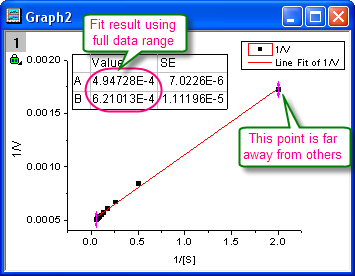 Graph2
1
Fit result using
full data range
Value SE
A 4.94728E-4 7.0226E-6
B 6.21013E-4 1.11196E-5
1/V
Line Fit of 1/V
This point is far
away from others
0.0020
0.0015
0.0010
0.0005
1/V
0.0 0.5 1.0 1.5 2.0
1/[S]